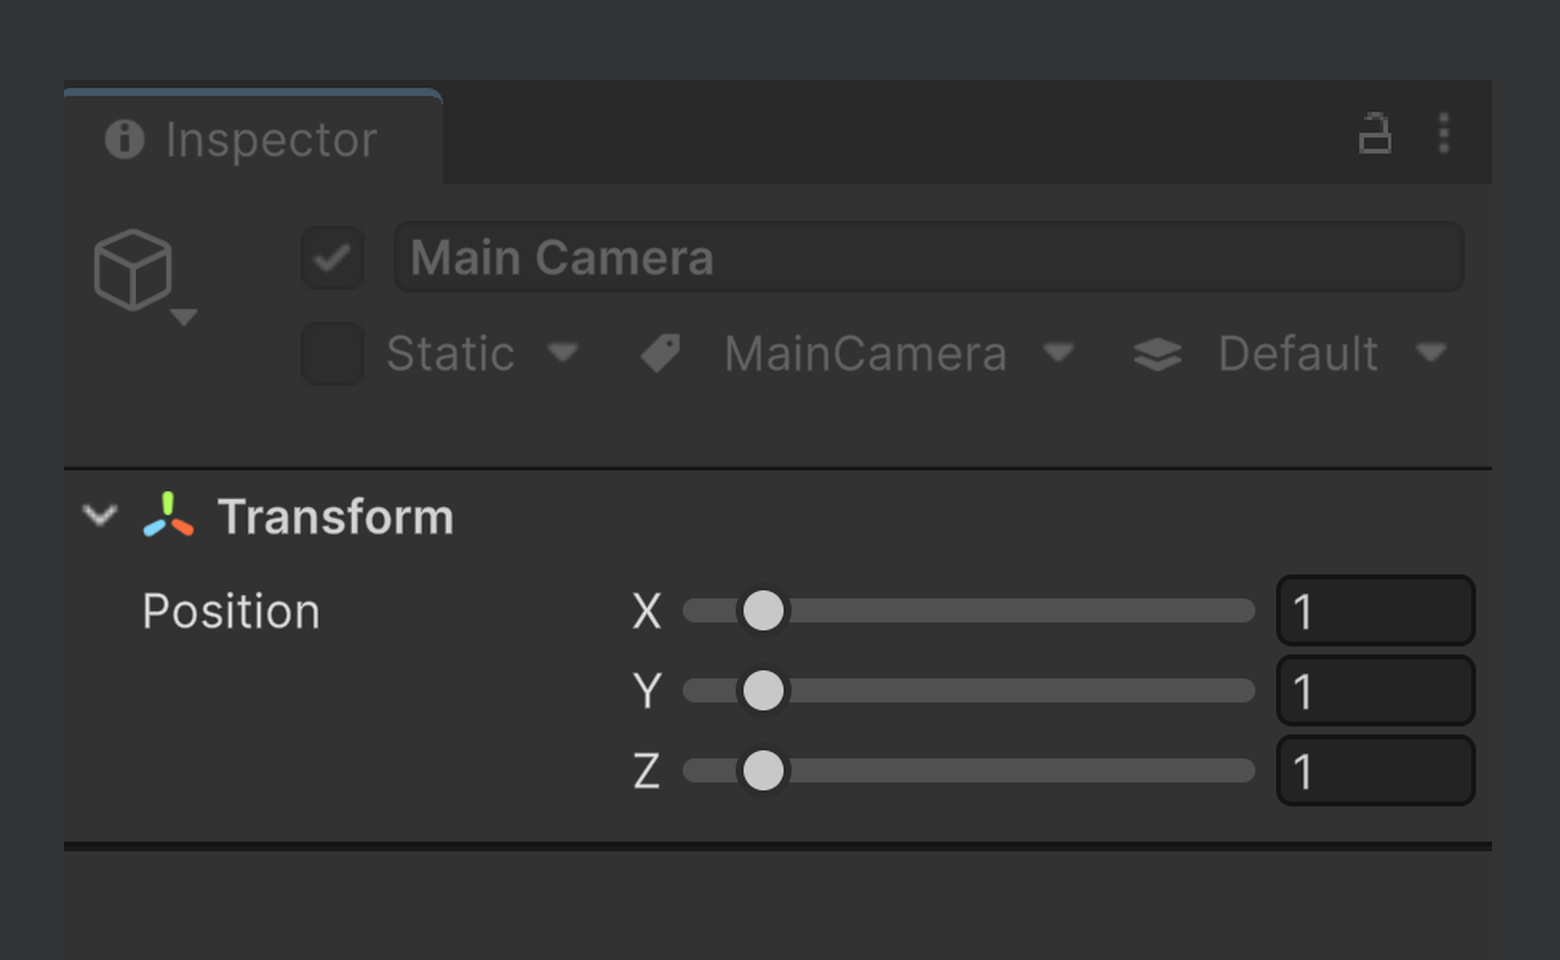 Inspector
Main Camera
Static MainCamera Default
Transform
Position X 1
Y 1
Z 1